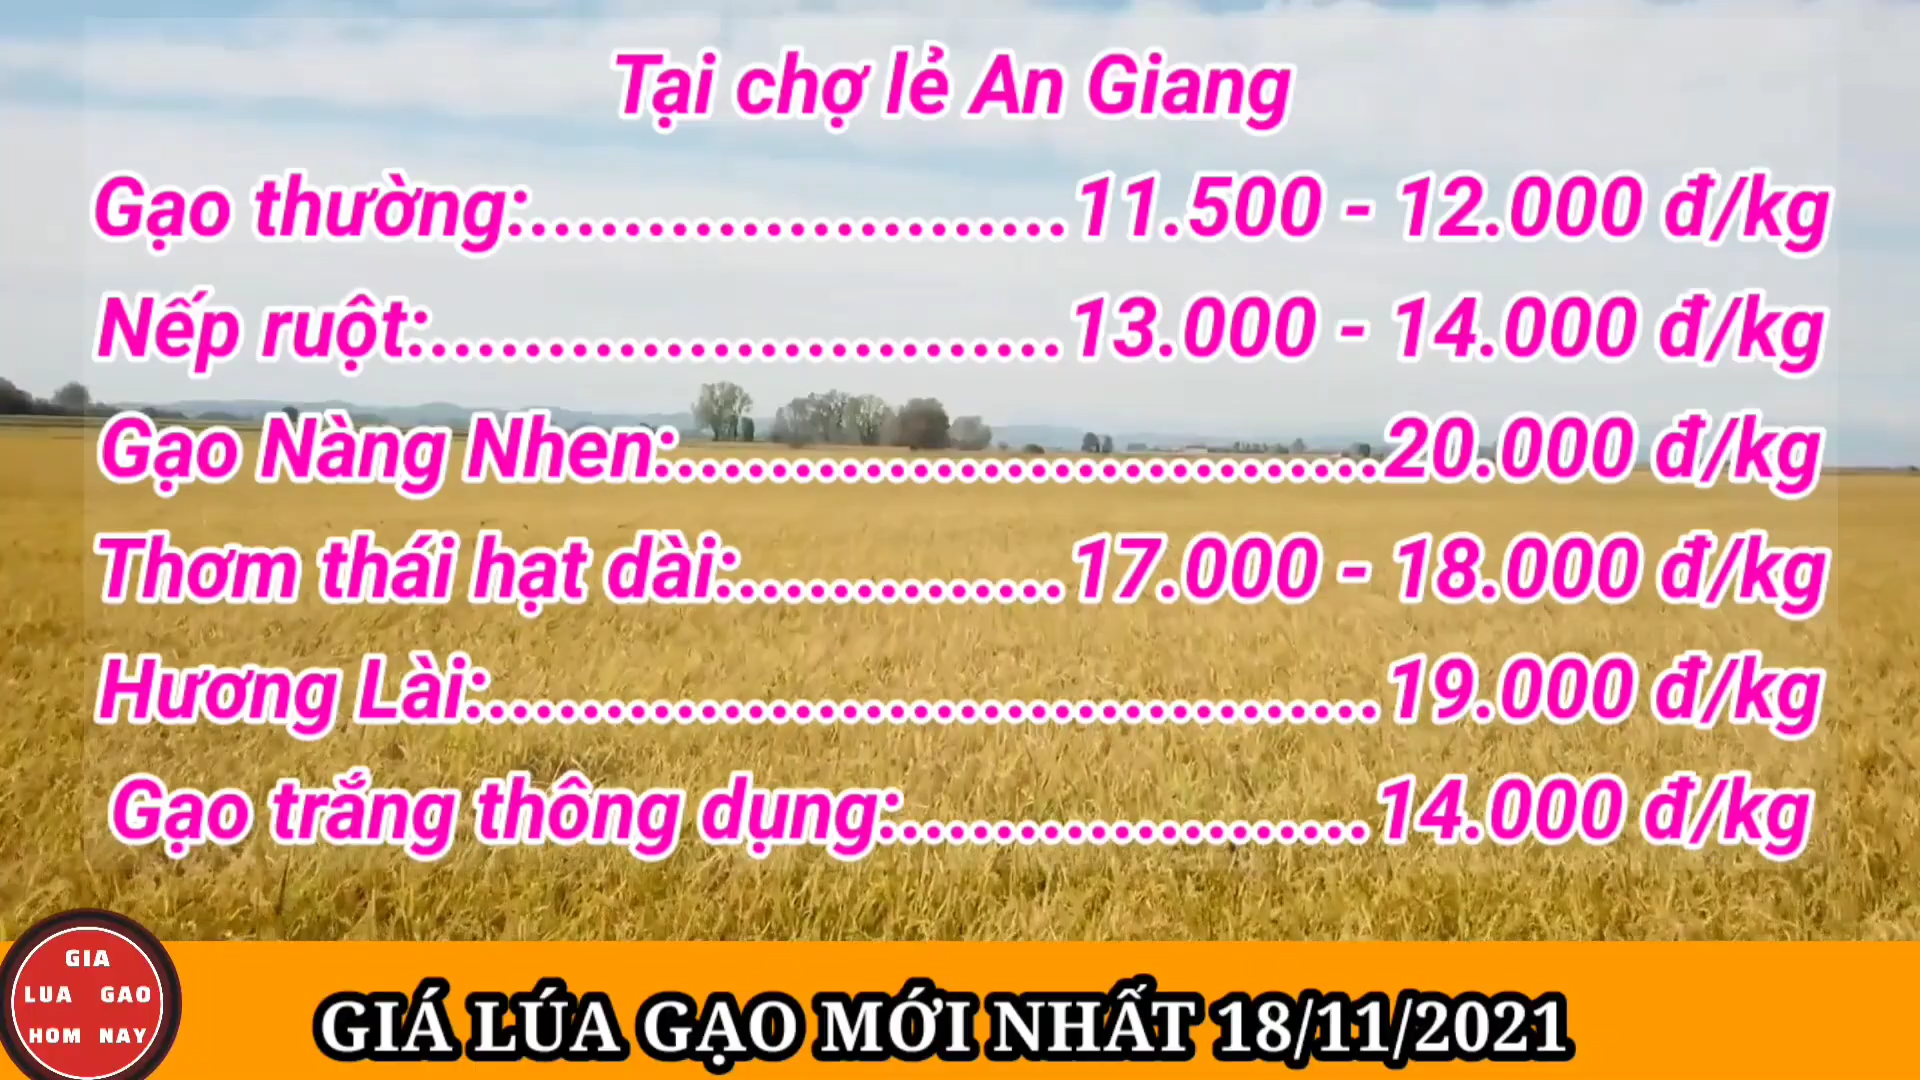 Tại chợ lẻ An Giang
Gạo thường:.......................11.500 - 12.000 đ/kg
Nếp ruột:...........................13.000 - 14.000 đ/kg
Gạo Nàng Nhen:..............................20.000 đ/kg
Thơm thái hạt dài:..............17.000 - 18.000 đ/kg
Hương Lài:......................................19.000 đ/kg
Gạo trắng thông dụng:....................14.000 đ/kg
GIA
LUA GAO
HOM NAY
GIÁ LÚA GẠO MỚI NHẤT 18/11/2021